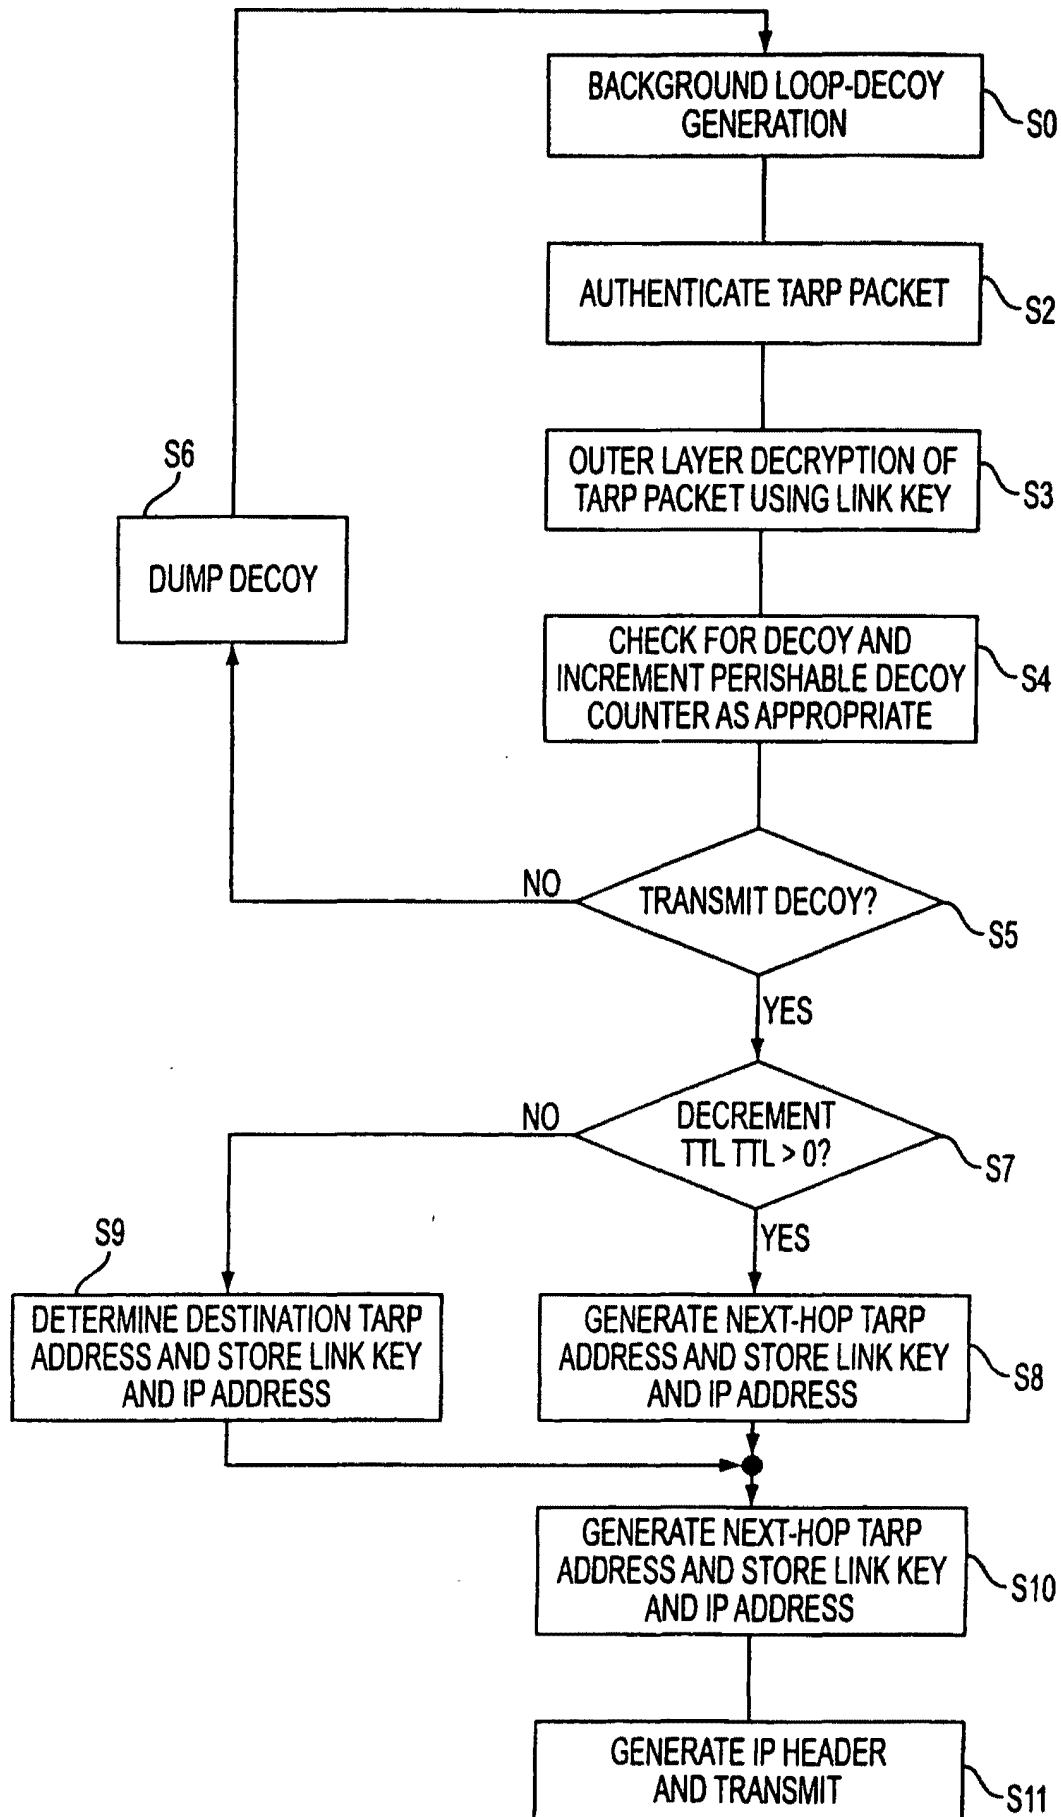 BACKGROUND LOOP-DECOY
GENERATION
S0
AUTHENTICATE TARP PACKET
S2
OUTER LAYER DECRYPTION OF
TARP PACKET USING LINK KEY
S3
S6
DUMP DECOY
CHECK FOR DECOY AND
INCREMENT PERISHABLE DECOY
COUNTER AS APPROPRIATE
S4
NO
TRANSMIT DECOY?
S5
YES
NO
DECREMENT
TTL TTL > 0?
S7
YES
S9
DETERMINE DESTINATION TARP
ADDRESS AND STORE LINK KEY
AND IP ADDRESS
GENERATE NEXT-HOP TARP
ADDRESS AND STORE LINK KEY
AND IP ADDRESS
S8
GENERATE NEXT-HOP TARP
ADDRESS AND STORE LINK KEY
AND IP ADDRESS
S10
GENERATE IP HEADER
AND TRANSMIT
S11